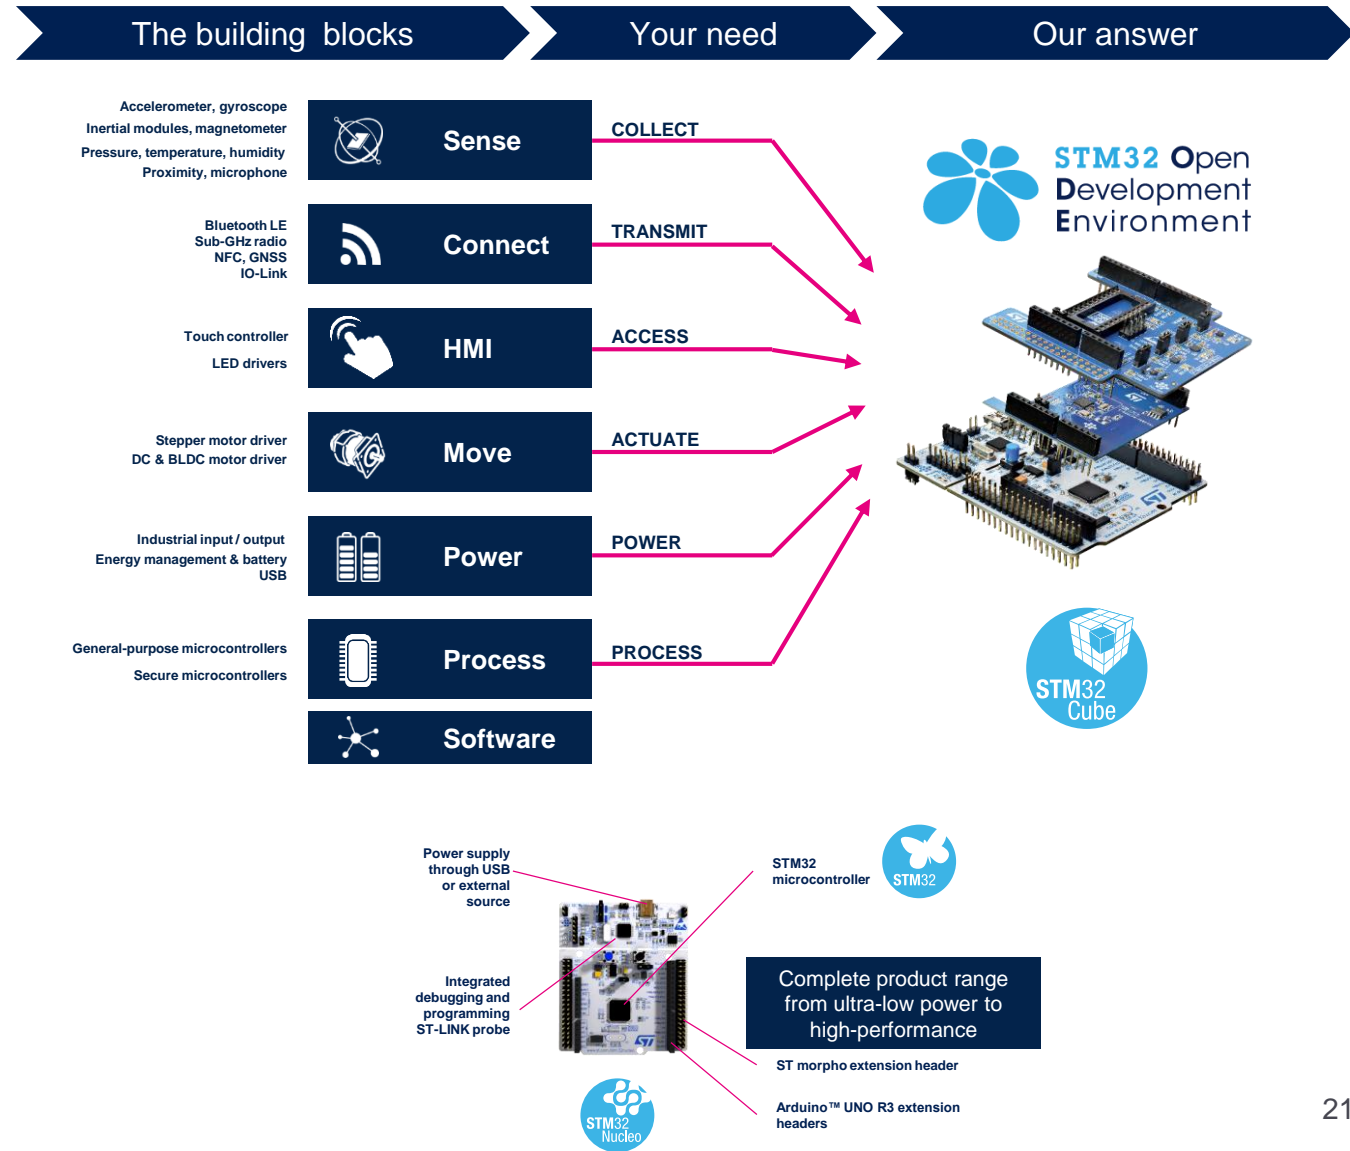 The building blocks
Your need
Our answer
Accelerometer, gyroscope
Inertial modules, magnetometer
Pressure, temperature, humidity
Proximity, microphone
Sense
COLLECT
Bluetooth LE
Sub-GHz radio
NFC, GNSS
IO-Link
Connect
TRANSMIT
Touch controller
LED drivers
HMI
ACCESS
Stepper motor driver
DC & BLDC motor driver
Move
ACTUATE
Industrial input / output
Energy management & battery
USB
Power
POWER
General-purpose microcontrollers
Secure microcontrollers
Process
PROCESS
Software
STM32 Open
Development
Environment
STM32
Cube
Power supply
through USB
or external
source
Integrated
debugging and
programming
ST-LINK probe
STM32
microcontroller
STM32
Complete product range
from ultra-low power to
high-performance
ST morpho extension header
Arduino™ UNO R3 extension
headers
STM32
Nucleo
21